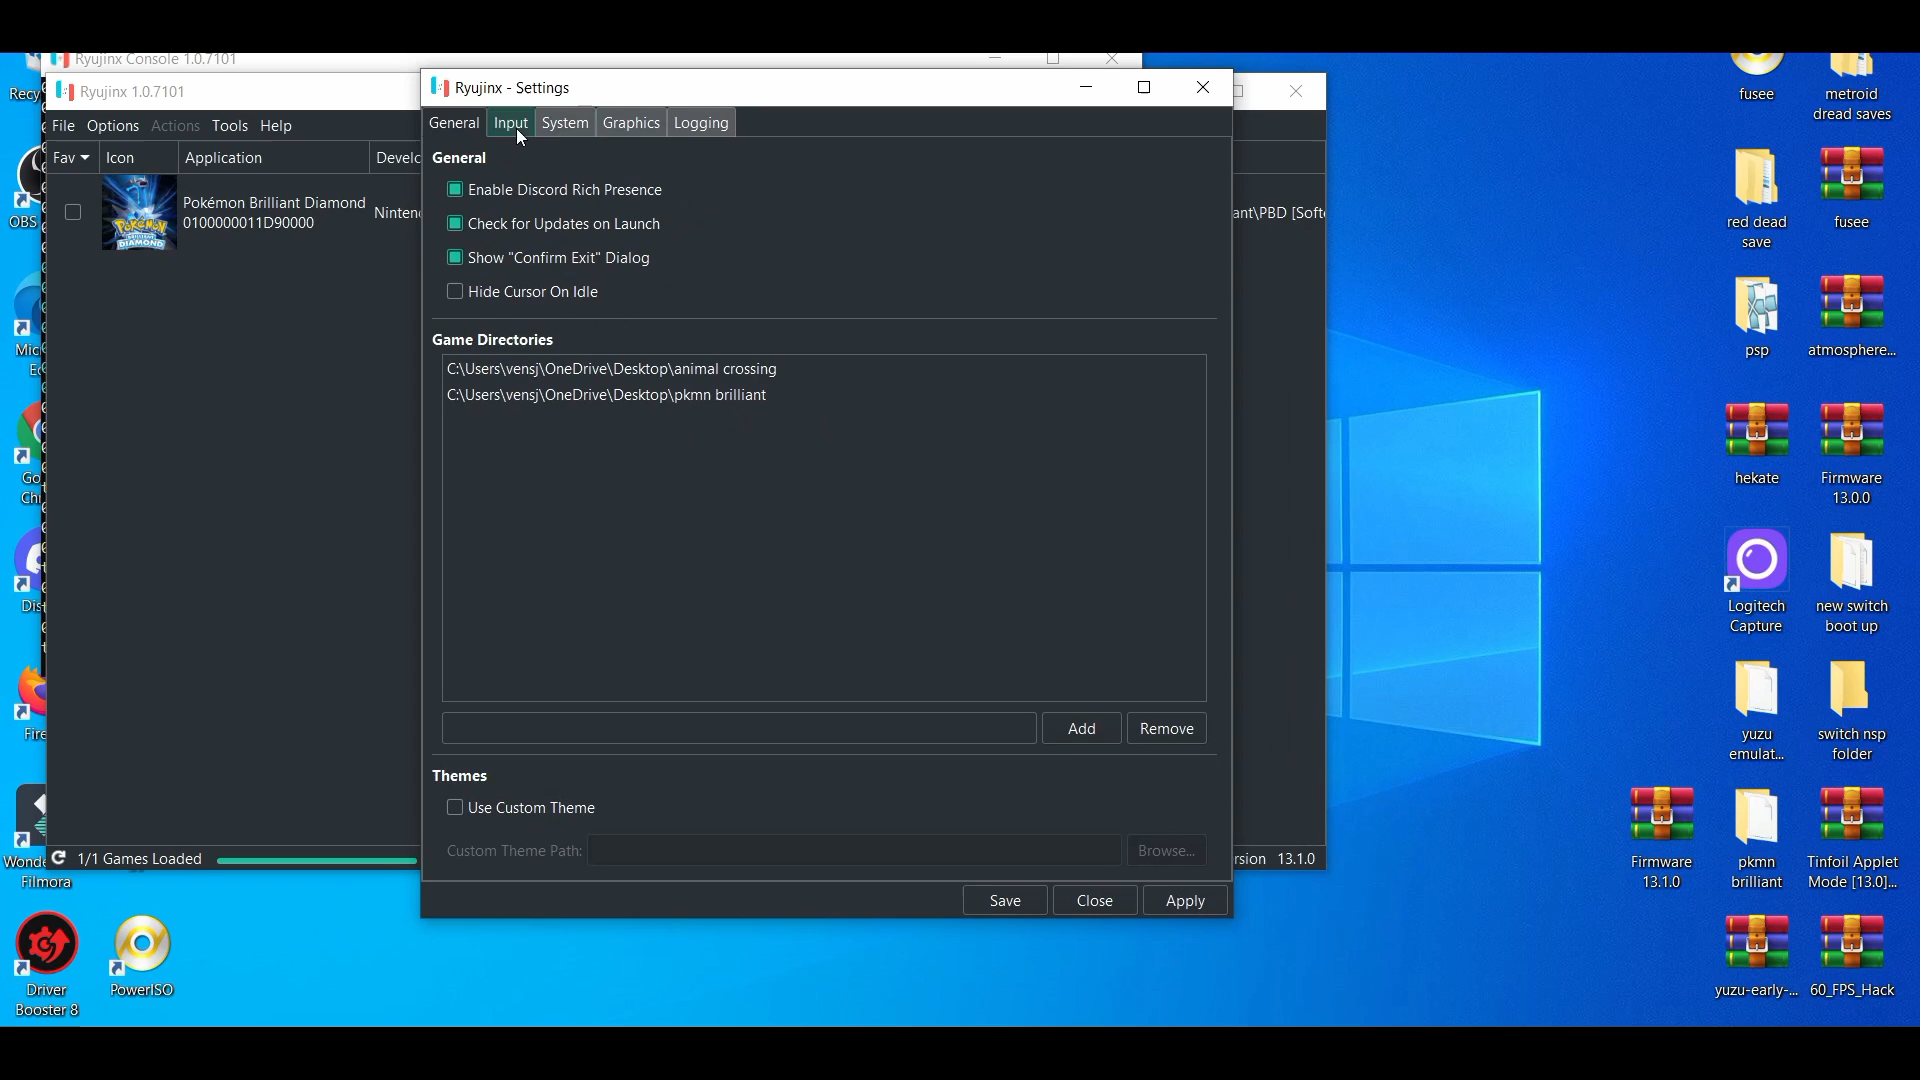 Ryujinx Console 1.0.7101
Ryujinx 1.0.7101
File Options Actions Tools Help
Fav Icon Application
Pokémon Brilliant Diamond
0100000011D90000
POKÉMON
BRILLIANT
DIAMOND
1/1 Games Loaded
13.1.0
Ryujinx - Settings
General Input System Graphics Logging
General
Enable Discord Rich Presence
Check for Updates on Launch
Show "Confirm Exit" Dialog
Hide Cursor On Idle
Game Directories
C:\Users\vensj\OneDrive\Desktop\animal crossing
C:\Users\vensj\OneDrive\Desktop\pkmn brilliant
Add Remove
Themes
Use Custom Theme
Custom Theme Path: Browse...
Save Close Apply
OBS
Driver
Booster 8
PowerISO
Filmora
fusee
metroid
dread saves
red dead
save
fusee
psp
atmosphere...
hekate
Firmware
13.0.0
Logitech
Capture
new switch
boot up
yuzu
emulat...
switch nsp
folder
Firmware
13.1.0
pkmn
brilliant
Tinfoil Applet
Mode [13.0]...
yuzu-early-...
60_FPS_Hack